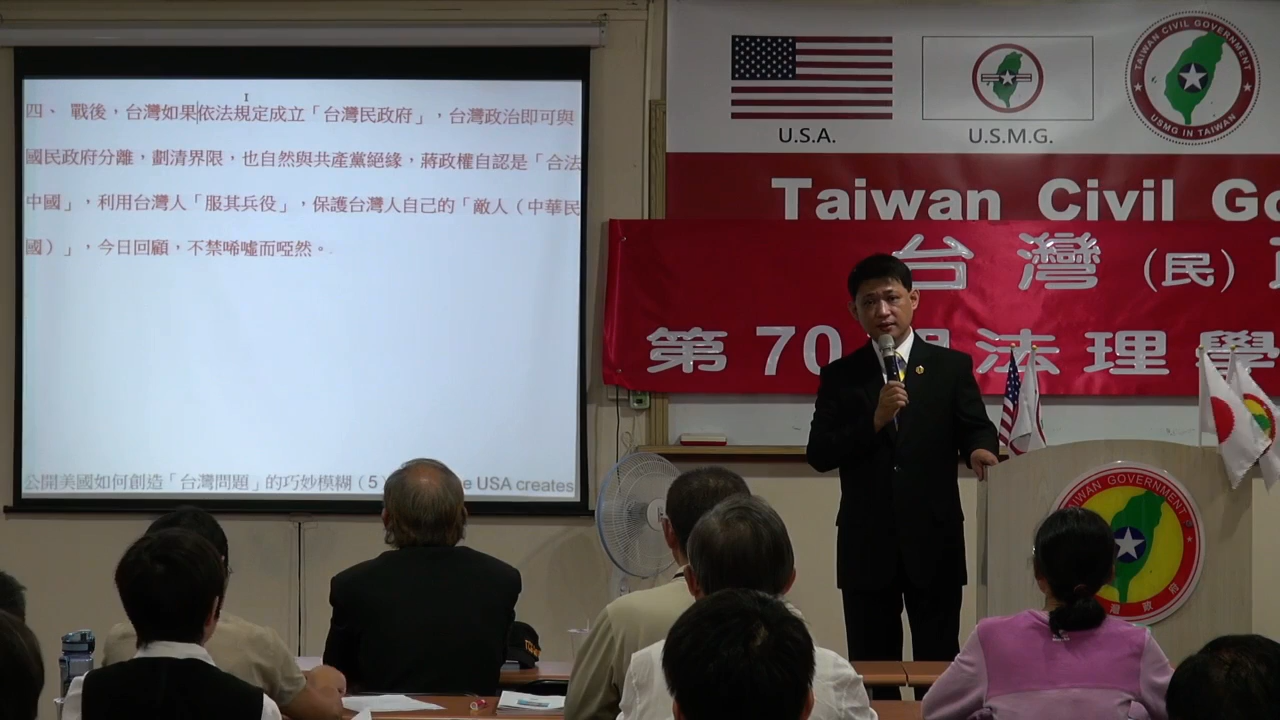 四、 戰後，台灣如果依法規定成立「台灣民政府」，台灣政治即可與
國民政府分離，劃清界限，也自然與共產黨絕緣，蔣政權自認是「合法
中國」，利用台灣人「服其兵役」，保護台灣人自己的「敵人（中華民
國）」，今日回顧，不禁唏噓而啞然。
公開美國如何創造「台灣問題」的巧妙模糊（5） USA creates
U.S.A.
U.S.M.G.
TAIWAN CIVIL GOVERNMENT
USMG IN TAIWAN
Taiwan Civil Go
台灣（民）
第70 法理學
TAIWAN GOVERNMENT
政府